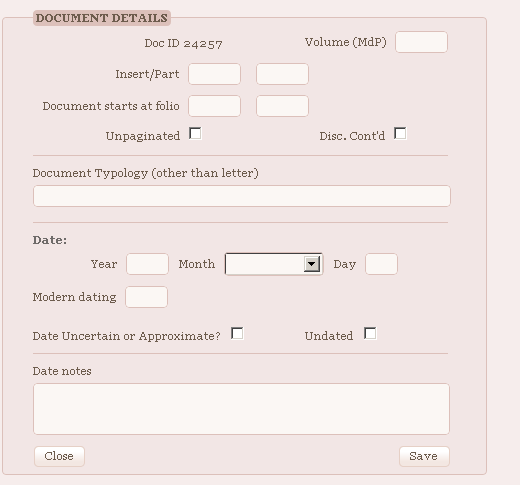 DOCUMENT DETAILS
Doc ID 24257 Volume (MdP)
Insert/Part
Document starts at folio
Unpaginated Disc. Cont'd
Document Typology (other than letter)
Date:
Year Month Day
Modern dating
Date Uncertain or Approximate? Undated
Date notes
Close Save